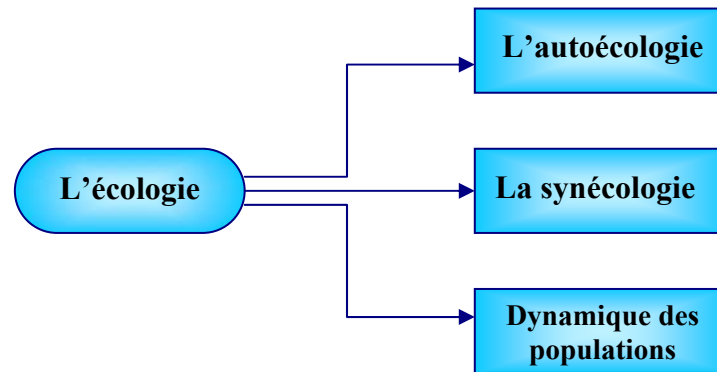 L’autoécologie
L’écologie
La synécologie
Dynamique des
populations